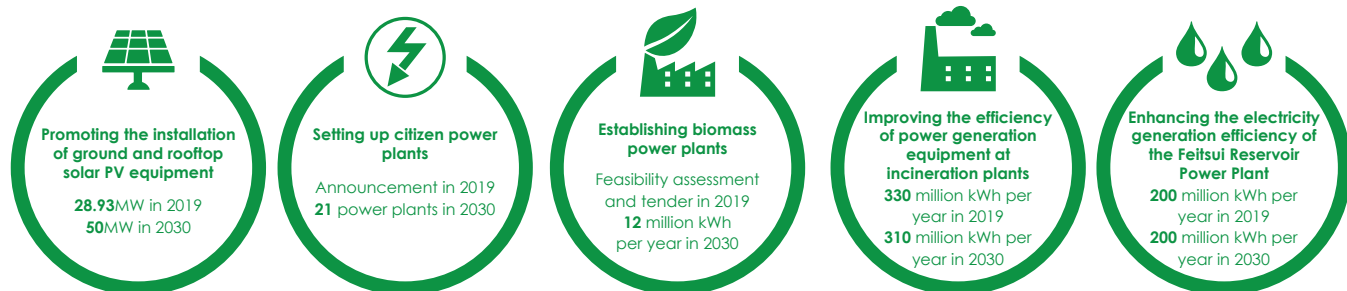 Promoting the installation
of ground and rooftop
solar PV equipment
28.93MW in 2019
50MW in 2030
Setting up citizen power
plants
Announcement in 2019
21 power plants in 2030
Establishing biomass
power plants
Feasibility assessment
and tender in 2019
12 million kWh
per year in 2030
Improving the efficiency
of power generation
equipment at
incineration plants
330 million kWh per
year in 2019
310 million kWh per
year in 2030
Enhancing the electricity
generation efficiency of
the Feitsui Reservoir
Power Plant
200 million kWh per
year in 2019
200 million kWh per
year in 2030